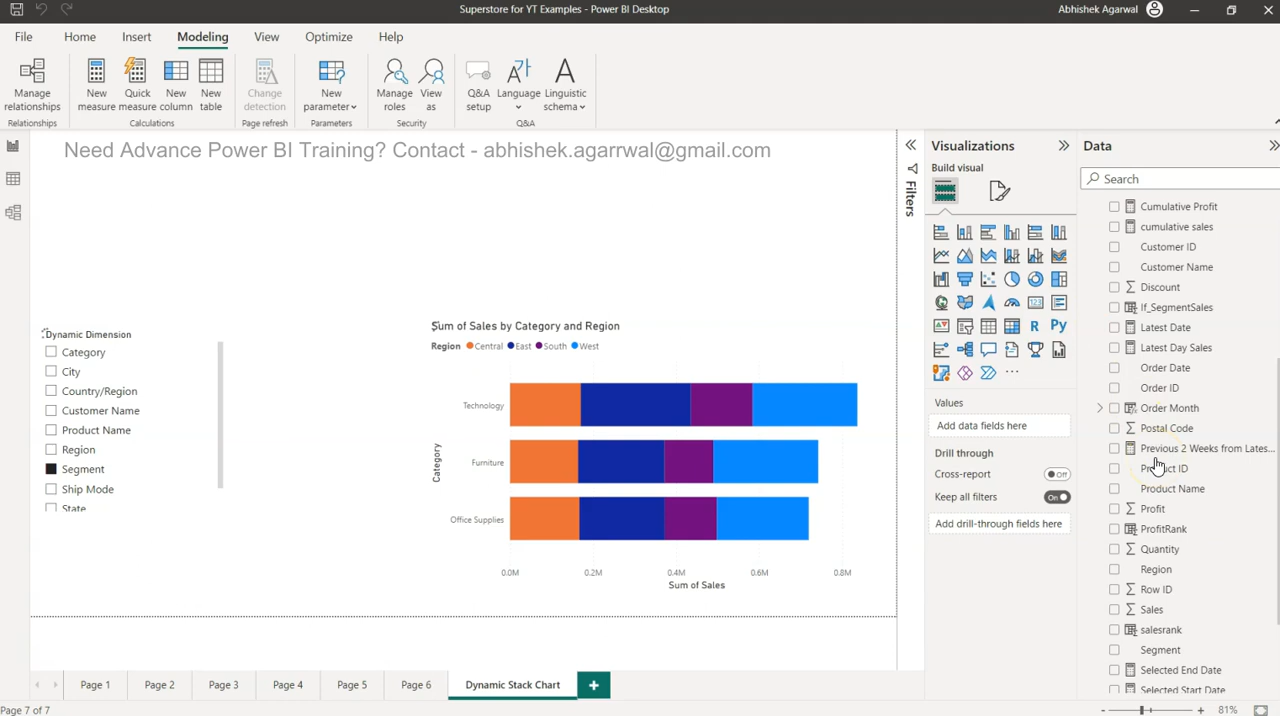 Superstore for YT Examples - Power BI Desktop
Abhishek Agarwal
File Home Insert Modeling View Optimize Help
Manage relationships
New measure
Quick measure
New column
New table
Change detection
New parameter
Manage roles
View as
Q&A setup
Language
Linguistic schema
Relationships
Calculations
Page refresh
Parameters
Security
Q&A
Need Advance Power BI Training? Contact - abhishek.agarrwal@gmail.com
Dynamic Dimension
Category
City
Country/Region
Customer Name
Product Name
Region
Segment
Ship Mode
State
Sum of Sales by Category and Region
Region Central East South West
Category
Technology
Furniture
Office Supplies
0.0M 0.2M 0.4M 0.6M 0.8M
Sum of Sales
Filters
Visualizations
Build visual
R Py
123
...
Values
Add data fields here
Drill through
Cross-report Off
Keep all filters On
Add drill-through fields here
Data
Search
Cumulative Profit
cumulative sales
Customer ID
Customer Name
Discount
If_SegmentSales
Latest Date
Latest Day Sales
Order Date
Order ID
Order Month
Postal Code
Previous 2 Weeks from Lates...
Product ID
Product Name
Profit
ProfitRank
Quantity
Region
Row ID
Sales
salesrank
Segment
Selected End Date
Selected Start Date
Page 1 Page 2 Page 3 Page 4 Page 5 Page 6 Dynamic Stack Chart
Page 7 of 7
- + 81%